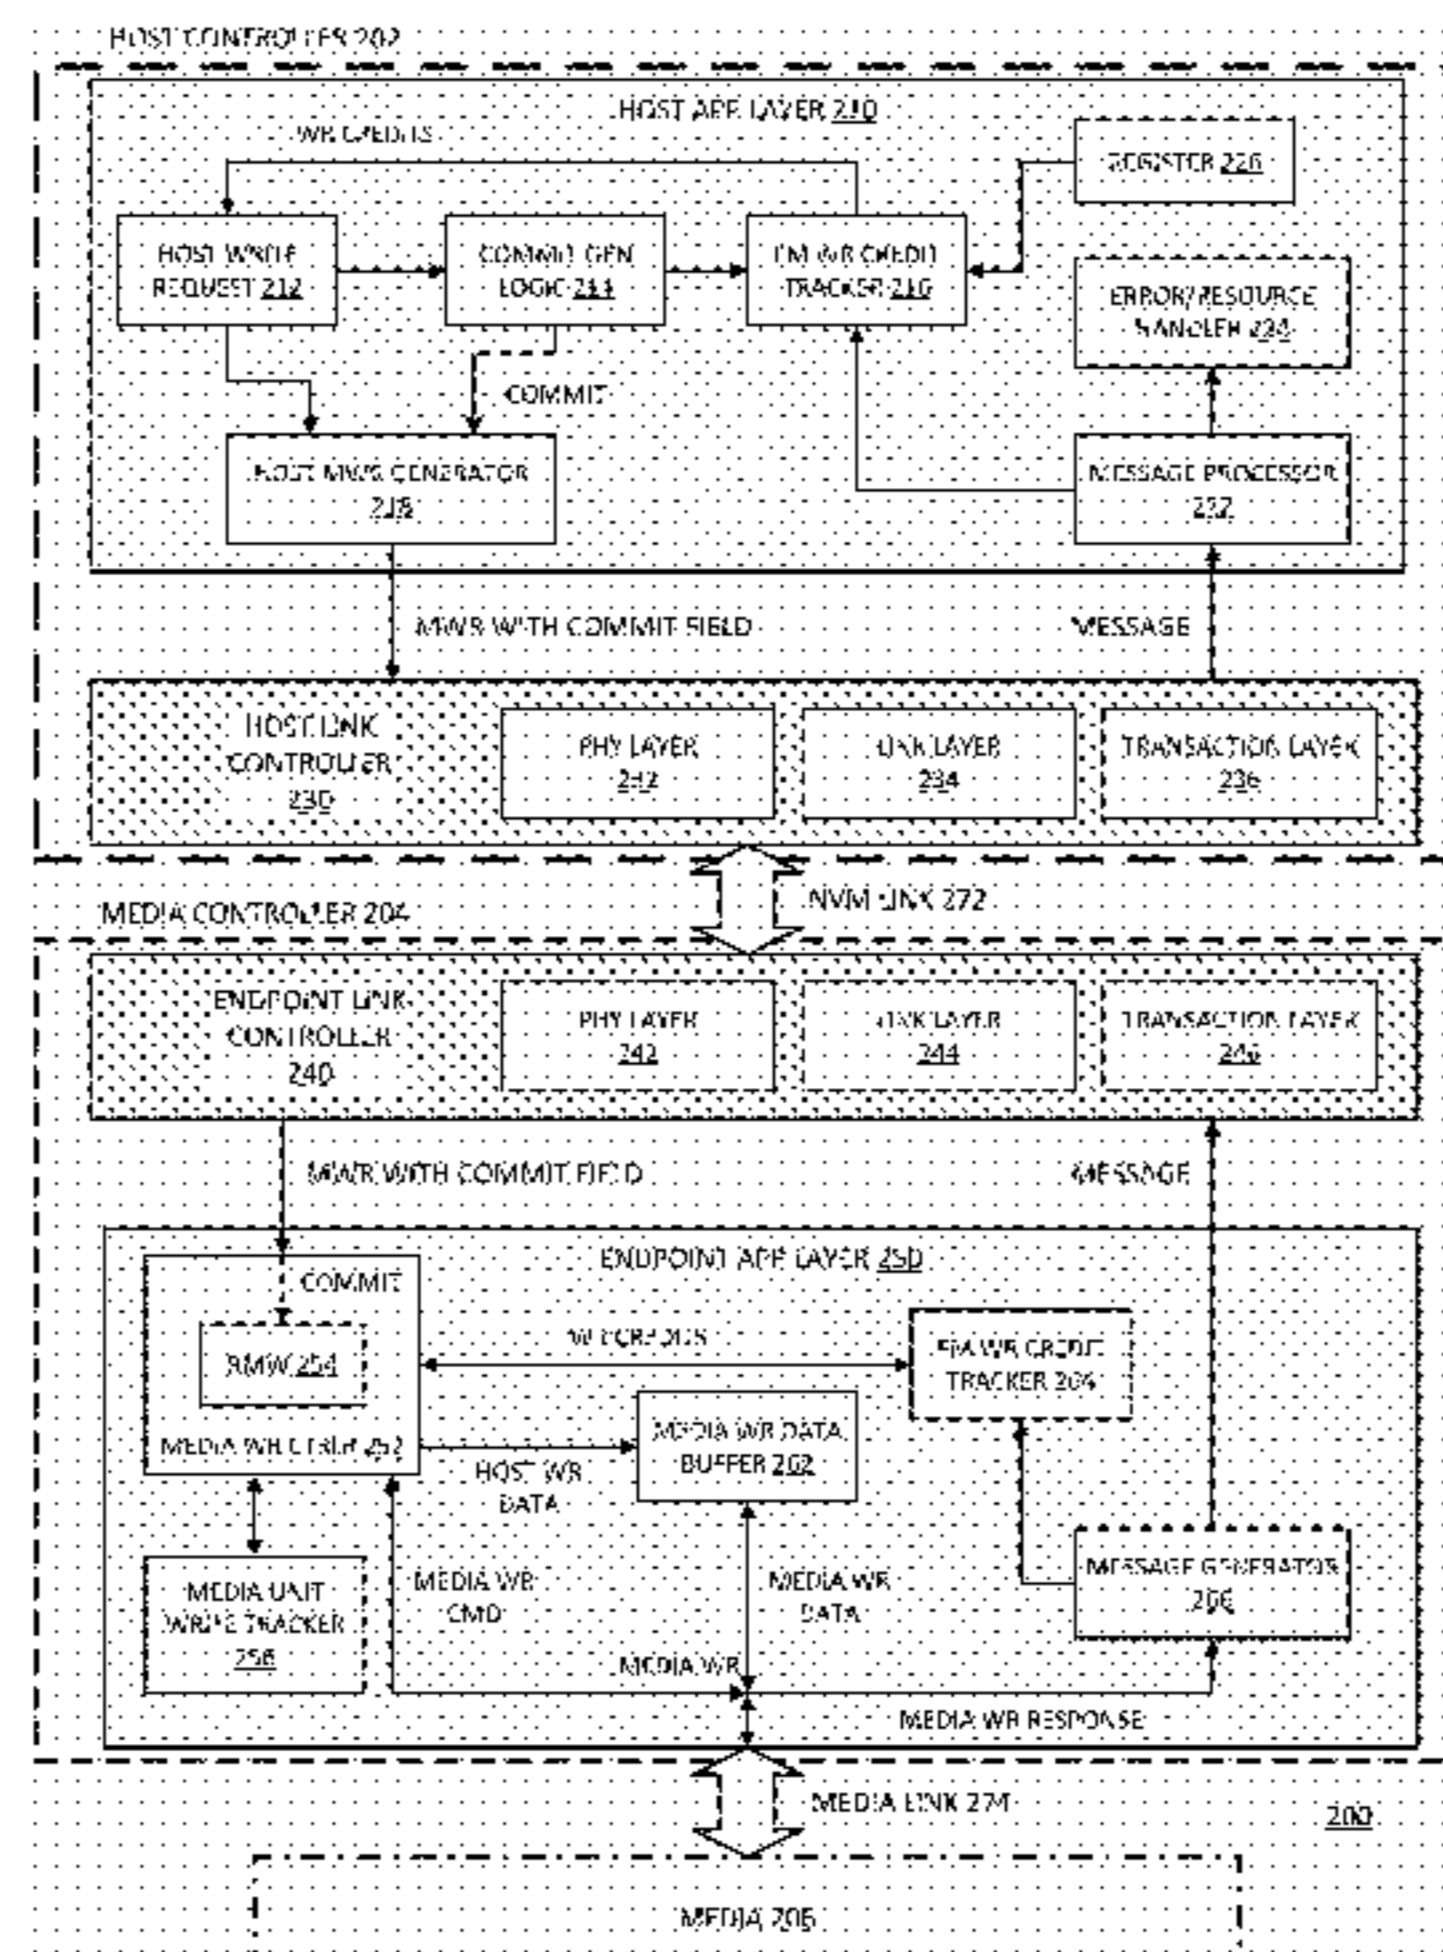 HOST CONTROLLER 202
HOST APP LAYER 210
WR CREDITS
REGISTER 226
HOST WRITE
REQUEST 212
COMMIT GEN
LOGIC 214
EM WR CREDIT
TRACKER 216
ERROR/RESOURCE
HANDLER 224
COMMIT
HOST MWR GENERATOR
218
MESSAGE PROCESSOR
222
MWR WITH COMMIT FIELD
MESSAGE
HOST LINK
CONTROLLER
230
PHY LAYER
232
LINK LAYER
234
TRANSACTION LAYER
236
NVM LINK 272
MEDIA CONTROLLER 204
ENDPOINT LINK
CONTROLLER
240
PHY LAYER
242
LINK LAYER
244
TRANSACTION LAYER
246
MWR WITH COMMIT FIELD
MESSAGE
ENDPOINT APP LAYER 250
COMMIT
RMW 254
MEDIA WR CTRLR 252
WR CREDITS
EM WR CREDIT
TRACKER 264
MEDIA WR DATA
BUFFER 262
HOST WR
DATA
MEDIA UNIT
WRITE TRACKER
256
MEDIA WR
CMD
MEDIA WR
DATA
MESSAGE GENERATOR
266
MEDIA WR
MEDIA WR RESPONSE
MEDIA LINK 274
200
MEDIA 206